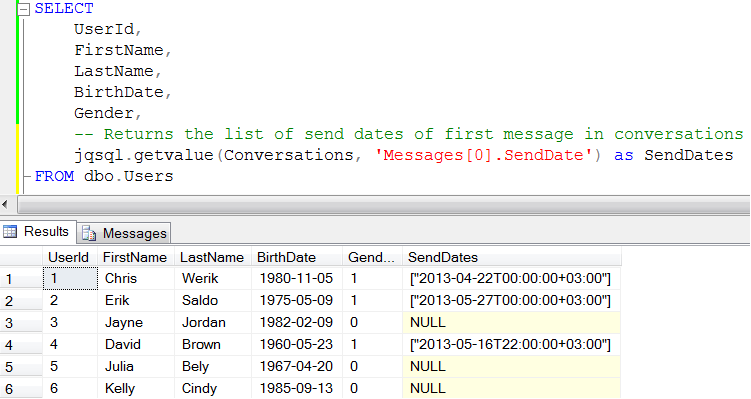 SELECT
UserId,
FirstName,
LastName,
BirthDate,
Gender,
-- Returns the list of send dates of first message in conversations
jqsql.getvalue(Conversations, 'Messages[0].SendDate') as SendDates
FROM dbo.Users
Results Messages
UserId FirstName LastName BirthDate Gend... SendDates
1 1 Chris Werik 1980-11-05 1 ["2013-04-22T00:00:00+03:00"]
2 2 Erik Saldo 1975-05-09 1 ["2013-05-27T00:00:00+03:00"]
3 3 Jayne Jordan 1982-02-09 0 NULL
4 4 David Brown 1960-05-23 1 ["2013-05-16T22:00:00+03:00"]
5 5 Julia Bely 1967-04-20 0 NULL
6 6 Kelly Cindy 1985-09-13 0 NULL